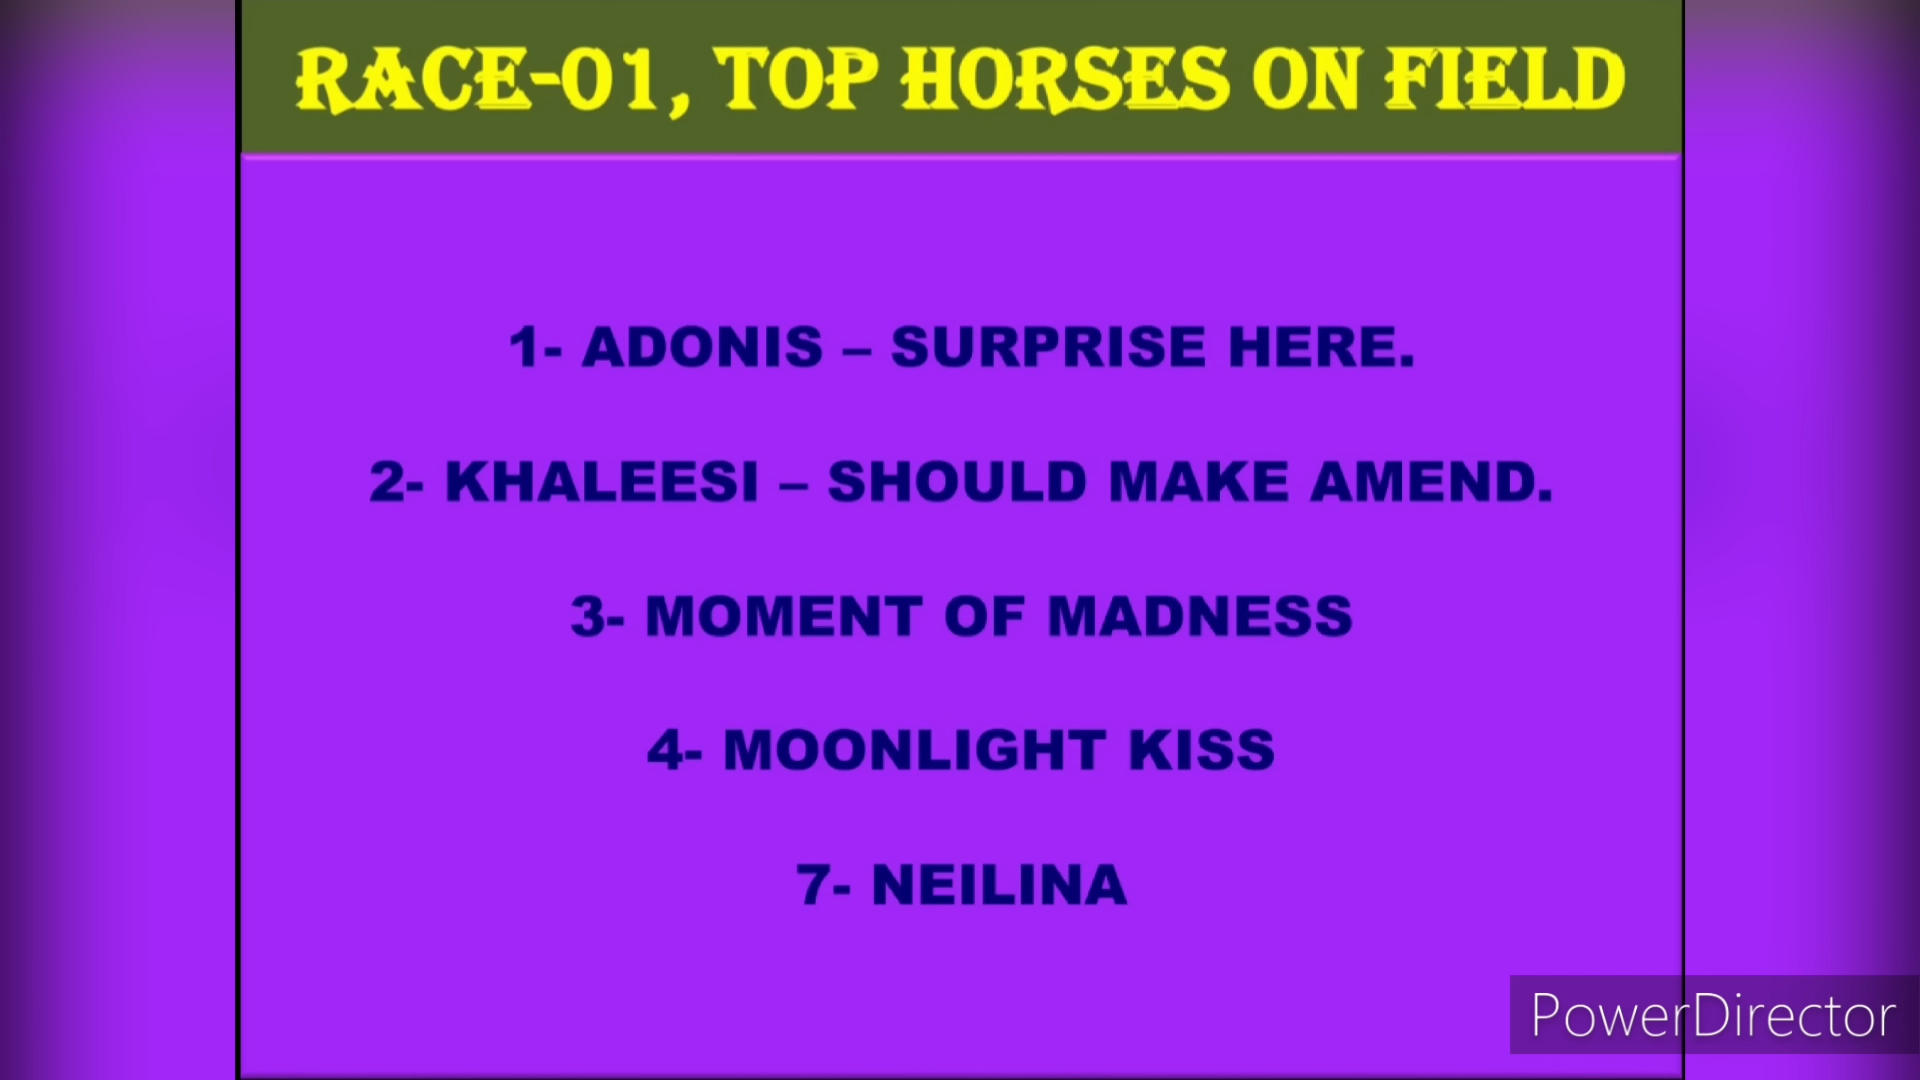 RACE-01, TOP HORSES ON FIELD
1- ADONIS – SURPRISE HERE.
2- KHALEESI – SHOULD MAKE AMEND.
3- MOMENT OF MADNESS
4- MOONLIGHT KISS
7- NEILINA
PowerDirector